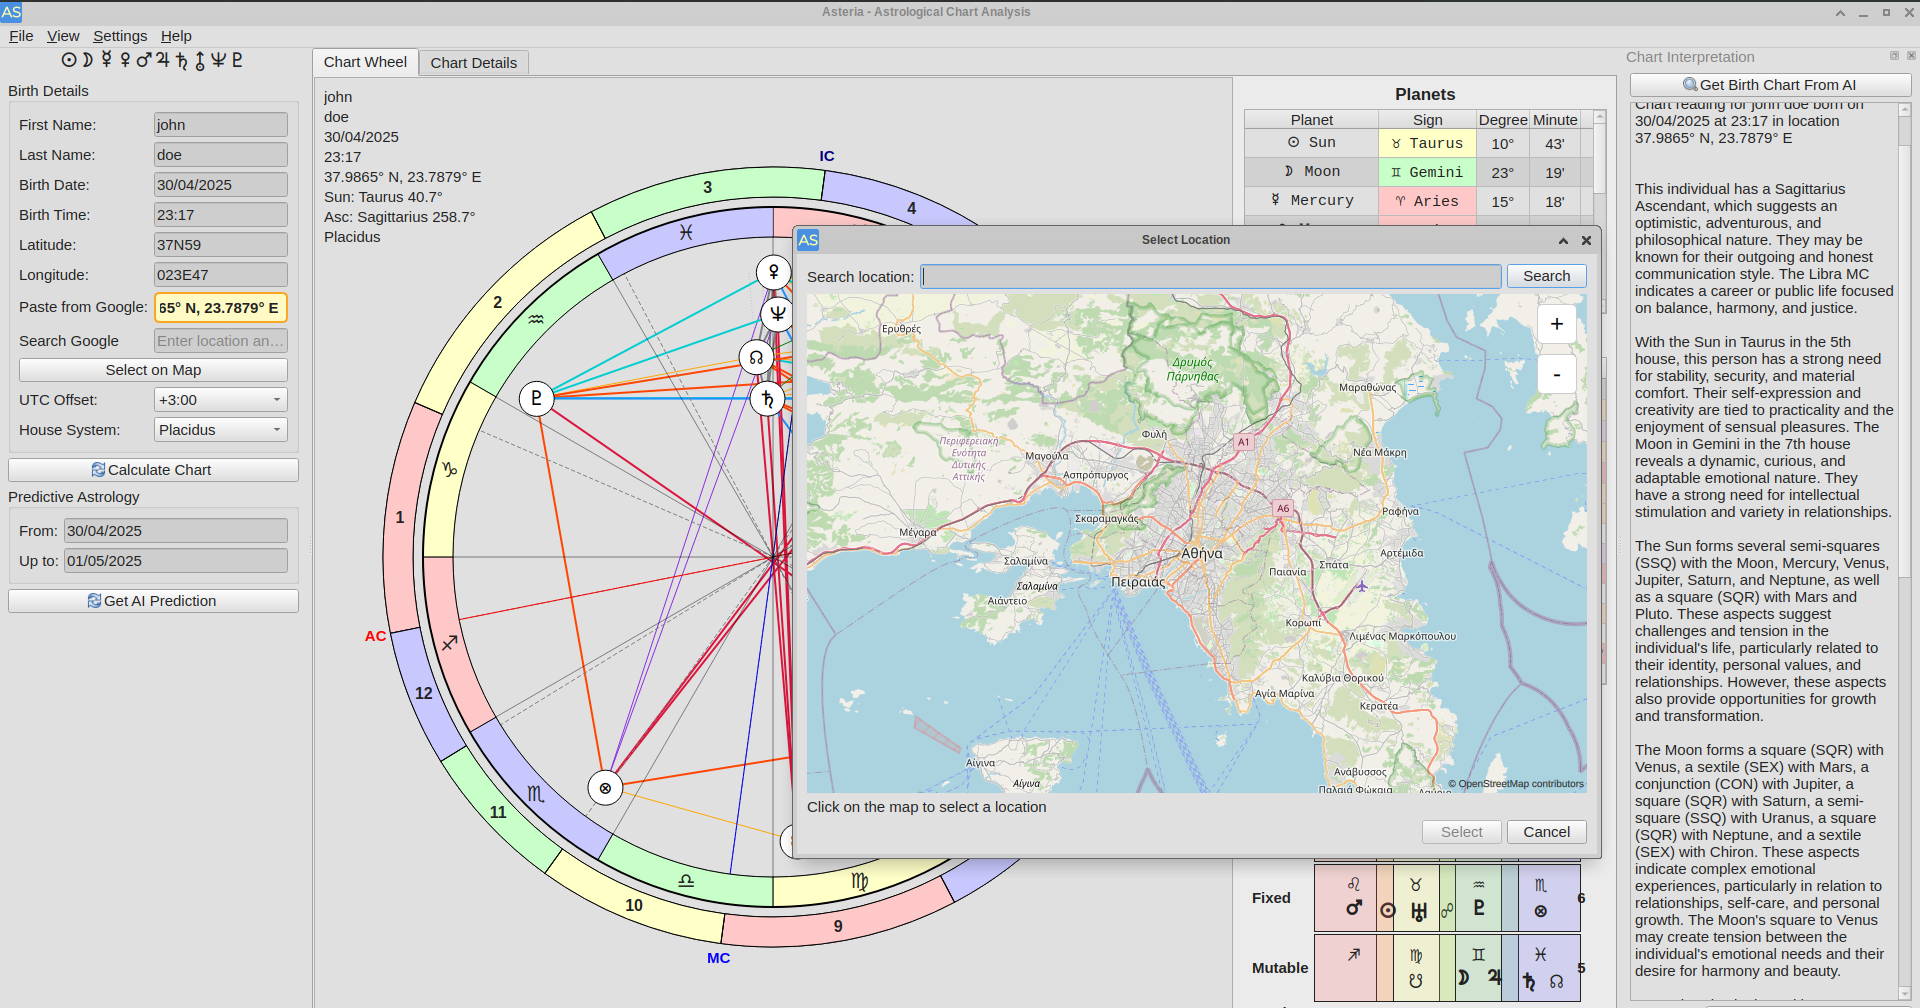 AS
Asteria - Astrological Chart Analysis
File View Settings Help
☉☽☿♀♂♃♄⚷♆♇
Birth Details
First Name: john
Last Name: doe
Birth Date: 30/04/2025
Birth Time: 23:17
Latitude: 37N59
Longitude: 023E47
Paste from Google: 65° N, 23.7879° E
Search Google Enter location an...
Select on Map
UTC Offset: +3:00
House System: Placidus
Calculate Chart
Predictive Astrology
From: 30/04/2025
Up to: 01/05/2025
Get AI Prediction
Chart Wheel Chart Details
john
doe
30/04/2025
23:17
37.9865° N, 23.7879° E
Sun: Taurus 40.7°
Asc: Sagittarius 258.7°
Placidus
IC
3
4
2
1
AC
12
11
10
9
MC
♓
♒
♑
♐
♏
♎
♍
♀
♆
☊
♄
♇
⊗
Planets
Planet Sign Degree Minute
☉ Sun ♉ Taurus 10° 43'
☽ Moon ♊ Gemini 23° 19'
☿ Mercury ♈ Aries 15° 18'
AS
Select Location
Search location: Search
+
-
Ερυθρές
Δρυμός
Πάρνηθας
Μαραθώνας
Φυλή
A1
Περιφερειακή
Ενότητα
Δυτικής
Αττικής
Μαγούλα
Νέα Μάκρη
Ασπρόπυργος
A6
Ραφήνα
Σκαραμαγκάς
Μέγαρα
Αθήνα
Αρτέμιδα
Σαλαμίνα
Σπάτα
Παιανία
Πειραιάς
Σαλαμίνα
Αιάντειο
Κορωπί
Λιμένας Μαρκόπουλου
Καλύβια Θορικού
Αγία Μαρίνα
Κερατέα
Αίγινα
Αίγινα
Ανάβυσσος
Παλαιά Φώκαια
Λαύριο
© OpenStreetMap contributors
Click on the map to select a location
Select Cancel
Fixed
♌ ♉ ♒ ♏
♂ ☉ ♅ ☍ ♇ ⊗
6
Mutable
♐ ♍ ♊ ♓
☋ ☽ ♃ ♄ ☊
5
Chart Interpretation
Get Birth Chart From AI
Chart reading for john doe born on
30/04/2025 at 23:17 in location
37.9865° N, 23.7879° E
This individual has a Sagittarius
Ascendant, which suggests an
optimistic, adventurous, and
philosophical nature. They may be
known for their outgoing and honest
communication style. The Libra MC
indicates a career or public life focused
on balance, harmony, and justice.
With the Sun in Taurus in the 5th
house, this person has a strong need
for stability, security, and material
comfort. Their self-expression and
creativity are tied to practicality and the
enjoyment of sensual pleasures. The
Moon in Gemini in the 7th house
reveals a dynamic, curious, and
adaptable emotional nature. They
have a strong need for intellectual
stimulation and variety in relationships.
The Sun forms several semi-squares
(SSQ) with the Moon, Mercury, Venus,
Jupiter, Saturn, and Neptune, as well
as a square (SQR) with Mars and
Pluto. These aspects suggest
challenges and tension in the
individual's life, particularly related to
their identity, personal values, and
relationships. However, these aspects
also provide opportunities for growth
and transformation.
The Moon forms a square (SQR) with
Venus, a sextile (SEX) with Mars, a
conjunction (CON) with Jupiter, a
square (SQR) with Saturn, a semi-
square (SSQ) with Uranus, a square
(SQR) with Neptune, and a sextile
(SEX) with Chiron. These aspects
indicate complex emotional
experiences, particularly in relation to
relationships, self-care, and personal
growth. The Moon's square to Venus
may create tension between the
individual's emotional needs and their
desire for harmony and beauty.